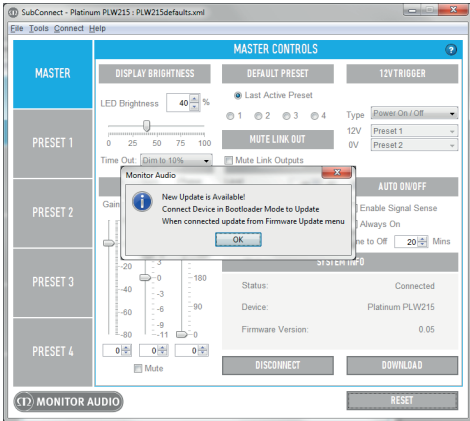 SubConnect - Platinum PLW215 : PLW215defaults.xml
File Tools Connect Help
MASTER CONTROLS
?
MASTER
PRESET 1
PRESET 2
PRESET 3
PRESET 4
DISPLAY BRIGHTNESS
LED Brightness 40 %
0 25 50 75 100
Time Out: Dim to 10%
DEFAULT PRESET
Last Active Preset
1 2 3 4
MUTE LINK OUT
Mute Link Outputs
12V TRIGGER
Type Power On / Off
12V Preset 1
0V Preset 2
Monitor Audio
New Update is Available!
Connect Device in Bootloader Mode to Update
When connected update from Firmware Update menu
OK
Gain
-20 -3 180
-40 0
-3
-60 -6 -90
-9
-80 -11 0
0 0 0
Mute
AUTO ON/OFF
Enable Signal Sense
Always On
to Off 20 Mins
SYSTEM INFO
Status: Connected
Device: Platinum PLW215
Firmware Version: 0.05
DISCONNECT
DOWNLOAD
MONITOR AUDIO
RESET